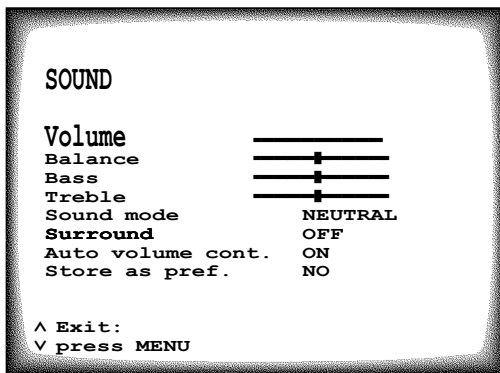 SOUND
Volume
Balance
Bass
Treble
Sound mode NEUTRAL
Surround OFF
Auto volume cont. ON
Store as pref. NO
∧ Exit:
∨ press MENU